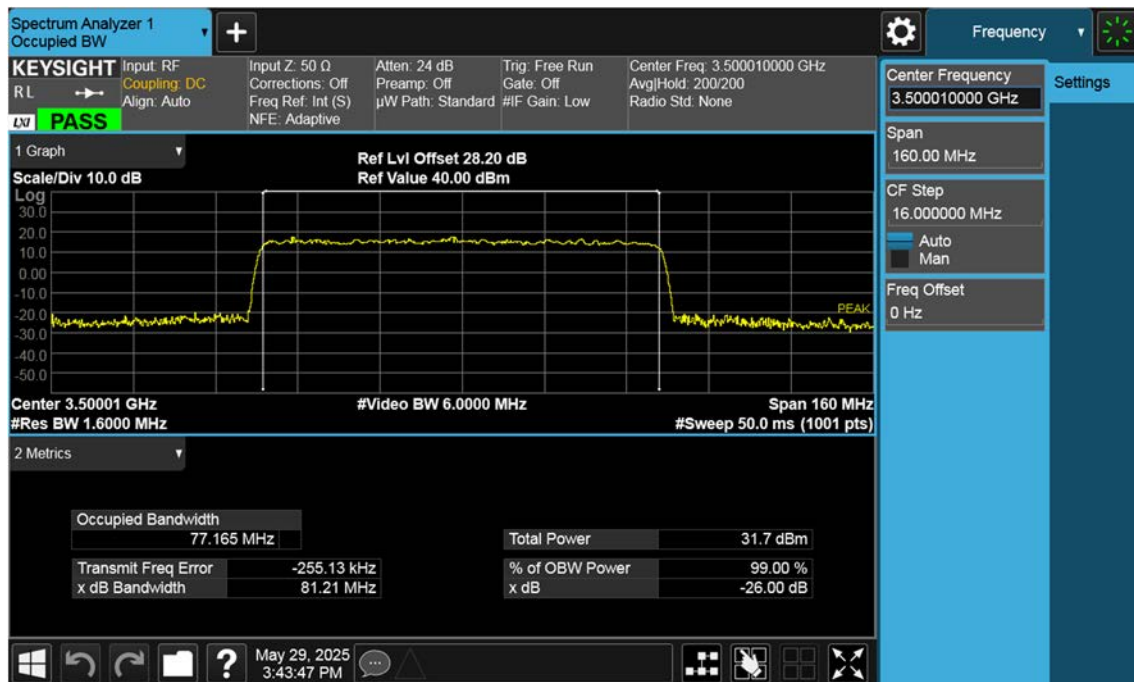 Spectrum Analyzer 1
Occupied BW
+
Frequency
KEYSIGHT
RL
LXI PASS
Input: RF
Coupling: DC
Align: Auto
Input Z: 50 Ω
Corrections: Off
Freq Ref: Int (S)
NFE: Adaptive
Atten: 24 dB
Preamp: Off
µW Path: Standard
Trig: Free Run
Gate: Off
#IF Gain: Low
Center Freq: 3.500010000 GHz
Avg|Hold: 200/200
Radio Std: None
Center Frequency
3.500010000 GHz
Settings
Span
160.00 MHz
CF Step
16.000000 MHz
Auto
Man
Freq Offset
0 Hz
1 Graph
Scale/Div 10.0 dB
Ref Lvl Offset 28.20 dB
Ref Value 40.00 dBm
Log
30.0
20.0
10.0
0.00
-10.0
-20.0
-30.0
-40.0
-50.0
PEAK
Center 3.50001 GHz
#Video BW 6.0000 MHz
Span 160 MHz
#Res BW 1.6000 MHz
#Sweep 50.0 ms (1001 pts)
2 Metrics
Occupied Bandwidth
77.165 MHz
Total Power 31.7 dBm
Transmit Freq Error -255.13 kHz
% of OBW Power 99.00 %
x dB Bandwidth 81.21 MHz
x dB -26.00 dB
?
May 29, 2025
3:43:47 PM